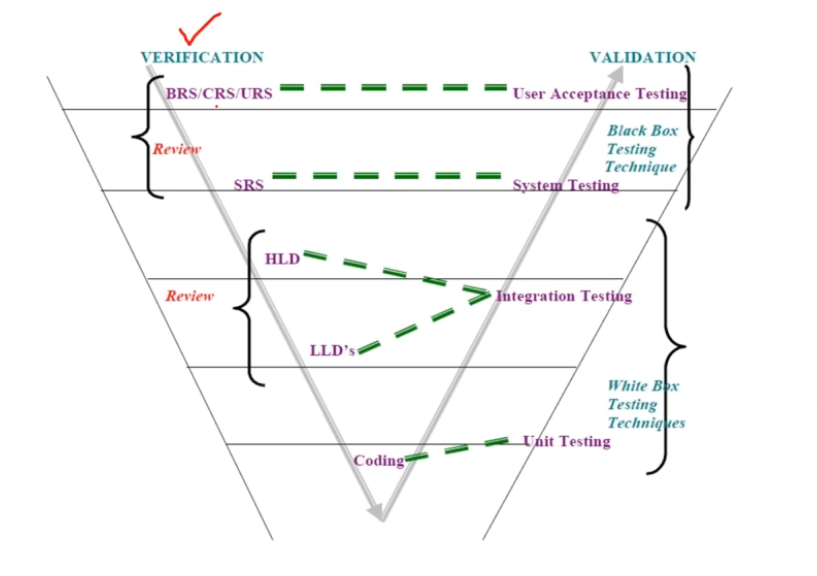 VERIFICATION
VALIDATION
BRS/CRS/URS
User Acceptance Testing
Black Box
Testing
Technique
Review
SRS
System Testing
HLD
Review
Integration Testing
LLD's
White Box
Testing
Techniques
Unit Testing
Coding